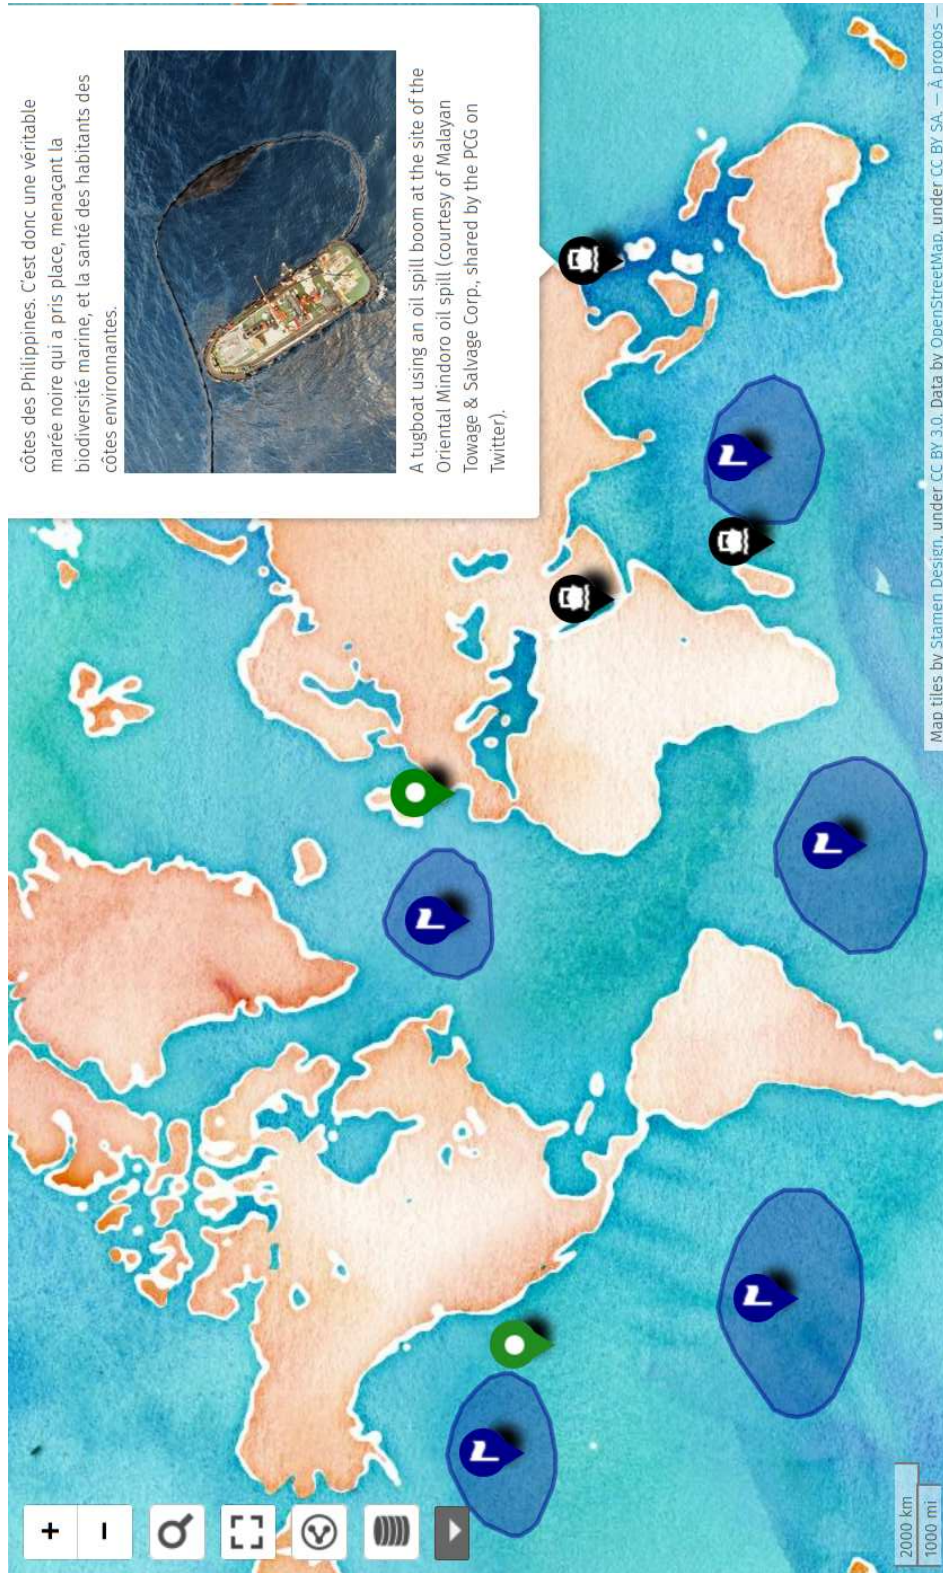 côtes des Philippines. C'est donc une véritable
marée noire qui a pris place, menaçant la
biodiversité marine, et la santé des habitants des
côtes environnantes.
A tugboat using an oil spill boom at the site of the
Oriental Mindoro oil spill (courtesy of Malayan
Towage & Salvage Corp., shared by the PCG on
Twitter).
+
−
2000 km
1000 mi
Map tiles by Stamen Design, under CC BY 3.0. Data by OpenStreetMap, under CC BY SA. — À propos —